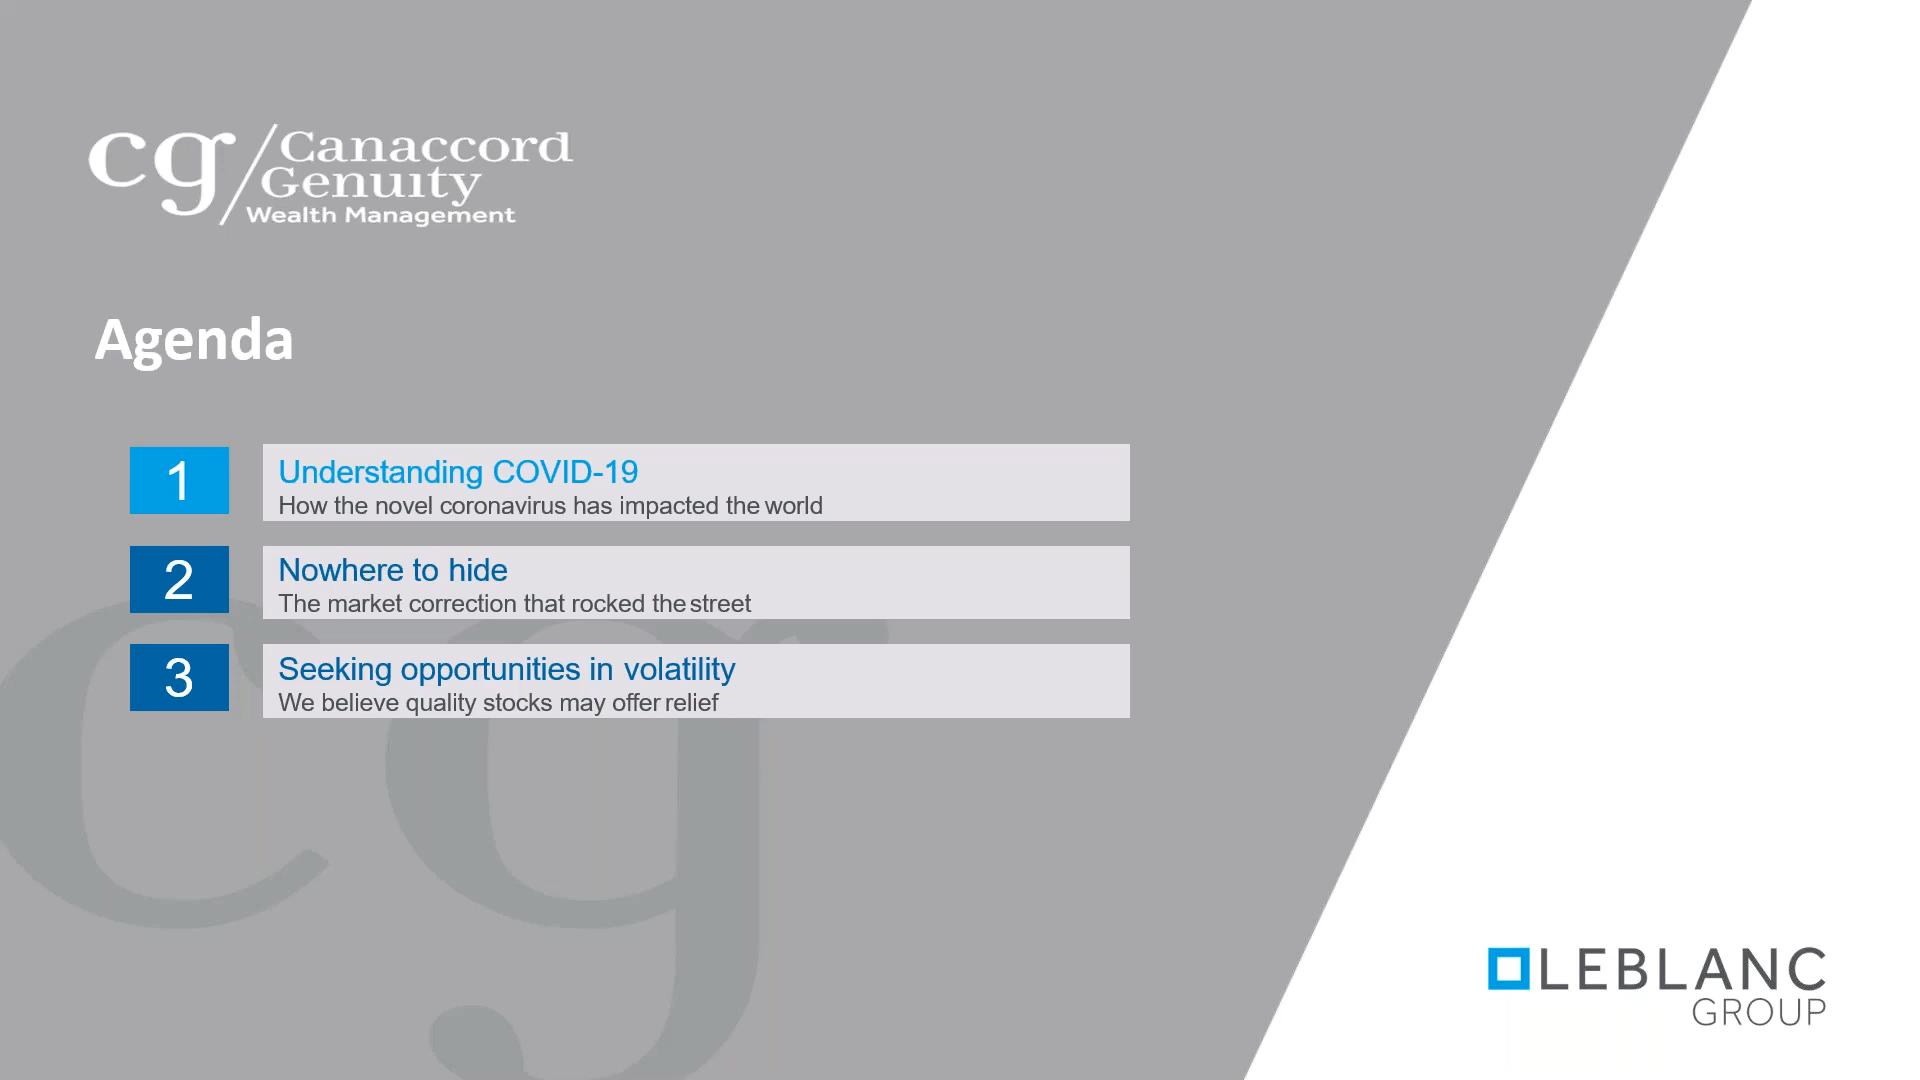 cg/Canaccord
Genuity
Wealth Management
Agenda
1
Understanding COVID-19
How the novel coronavirus has impacted the world
2
Nowhere to hide
The market correction that rocked the street
3
Seeking opportunities in volatility
We believe quality stocks may offer relief
cg
LEBLANC
GROUP